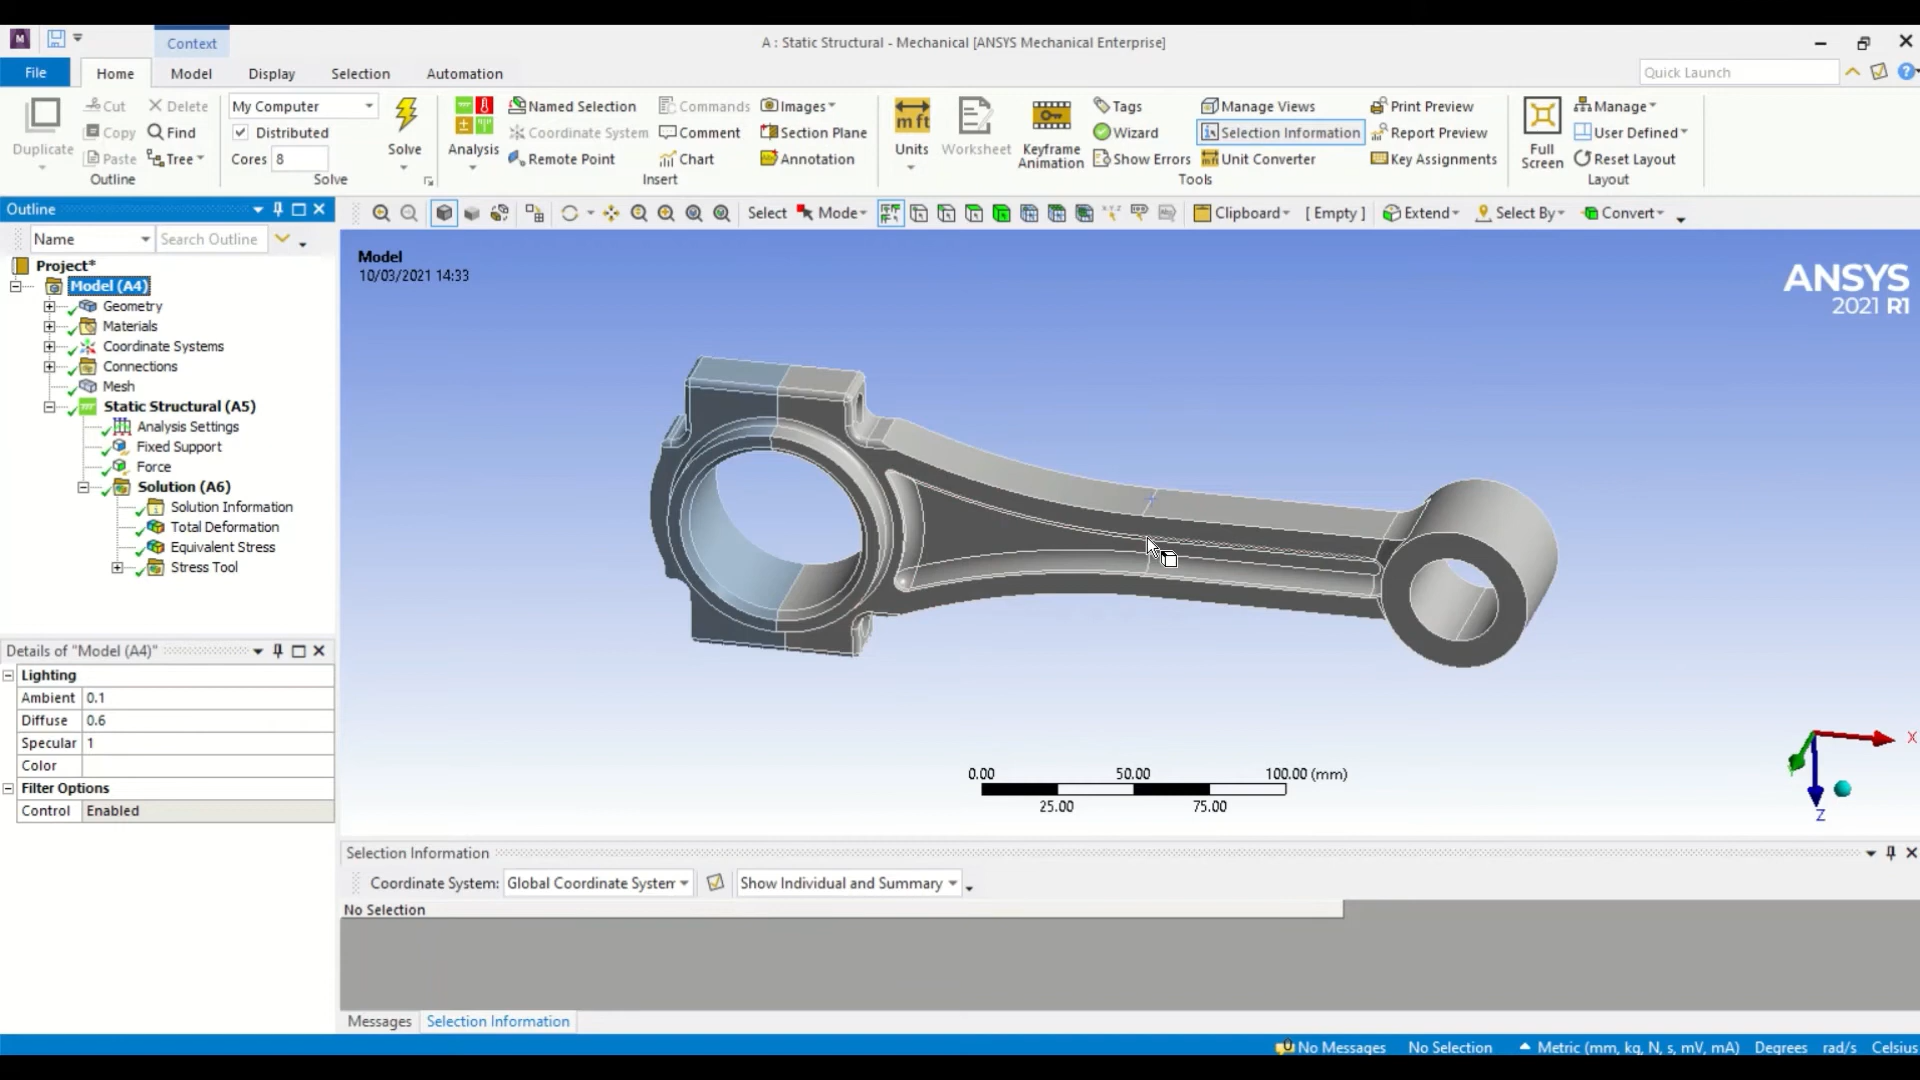 A : Static Structural - Mechanical [ANSYS Mechanical Enterprise]
Context
File Home Model Display Selection Automation
Quick Launch
Duplicate
Cut
Copy
Paste
Delete
Find
Tree
Outline
My Computer
Distributed
Cores 8
Solve
Solve
Analysis
Named Selection
Coordinate System
Remote Point
Commands
Comment
Chart
Images
Section Plane
Annotation
Insert
Units
Worksheet
Keyframe
Animation
Tags
Wizard
Show Errors
Manage Views
Selection Information
Unit Converter
Print Preview
Report Preview
Key Assignments
Tools
Full
Screen
Manage
User Defined
Reset Layout
Layout
Outline
Select Mode Clipboard [ Empty ] Extend Select By Convert
Name Search Outline
Project*
Model (A4)
Geometry
Materials
Coordinate Systems
Connections
Mesh
Static Structural (A5)
Analysis Settings
Fixed Support
Force
Solution (A6)
Solution Information
Total Deformation
Equivalent Stress
Stress Tool
Details of "Model (A4)"
Lighting
Ambient 0.1
Diffuse 0.6
Specular 1
Color
Filter Options
Control Enabled
Model
10/03/2021 14:33
ANSYS
2021 R1
0.00 50.00 100.00 (mm)
25.00 75.00
X
Z
Selection Information
Coordinate System: Global Coordinate System Show Individual and Summary
No Selection
Messages Selection Information
No Messages No Selection Metric (mm, kg, N, s, mV, mA) Degrees rad/s Celsius